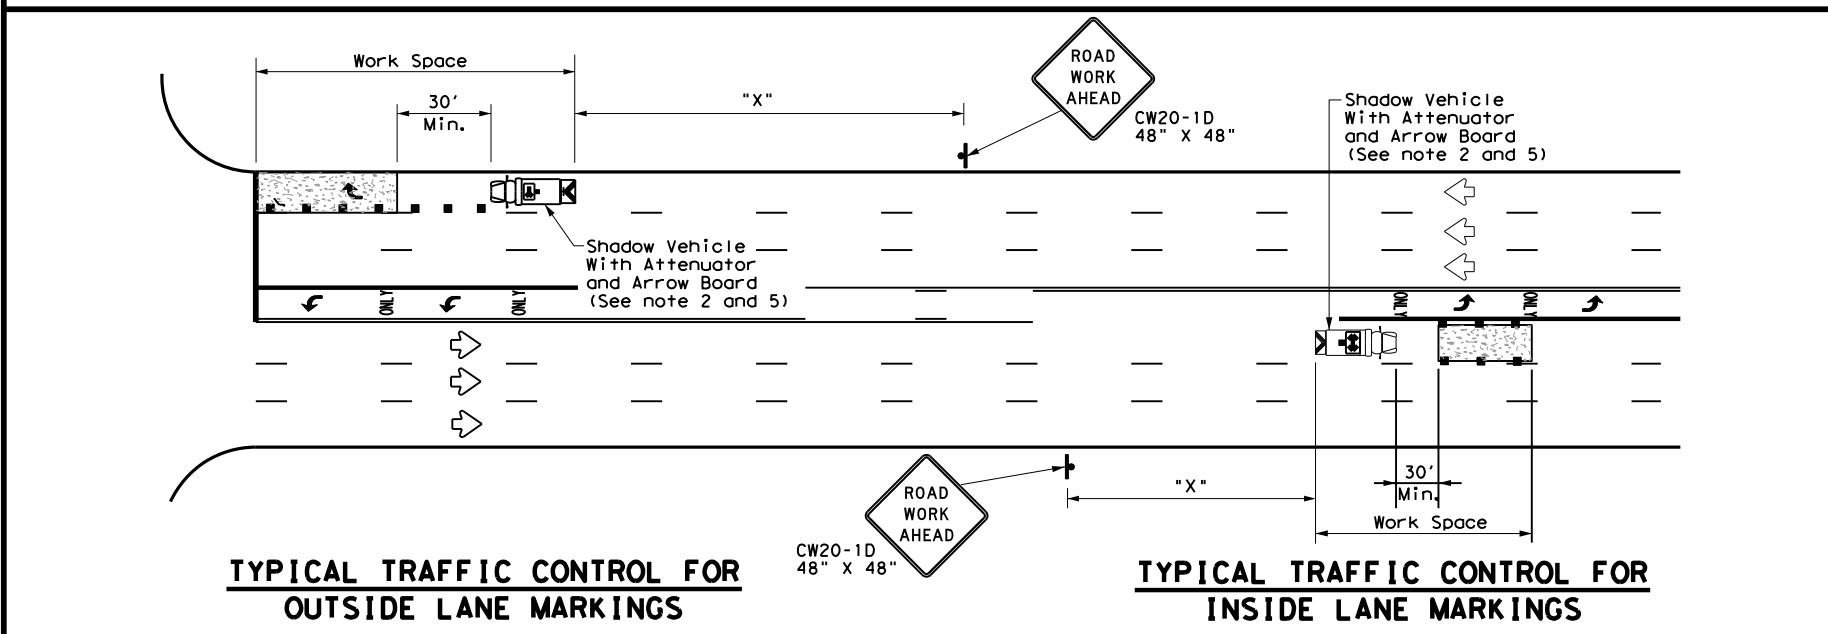 Work Space
30'
Min.
"X"
ROAD
WORK
AHEAD
CW20-1D
48" X 48"
Shadow Vehicle
With Attenuator
and Arrow Board
(See note 2 and 5)
Shadow Vehicle
With Attenuator
and Arrow Board
(See note 2 and 5)
ONLY
ONLY
ONLY
ONLY
ROAD
WORK
AHEAD
CW20-1D
48" X 48"
"X"
30'
Min.
Work Space
TYPICAL TRAFFIC CONTROL FOR
OUTSIDE LANE MARKINGS
TYPICAL TRAFFIC CONTROL FOR
INSIDE LANE MARKINGS